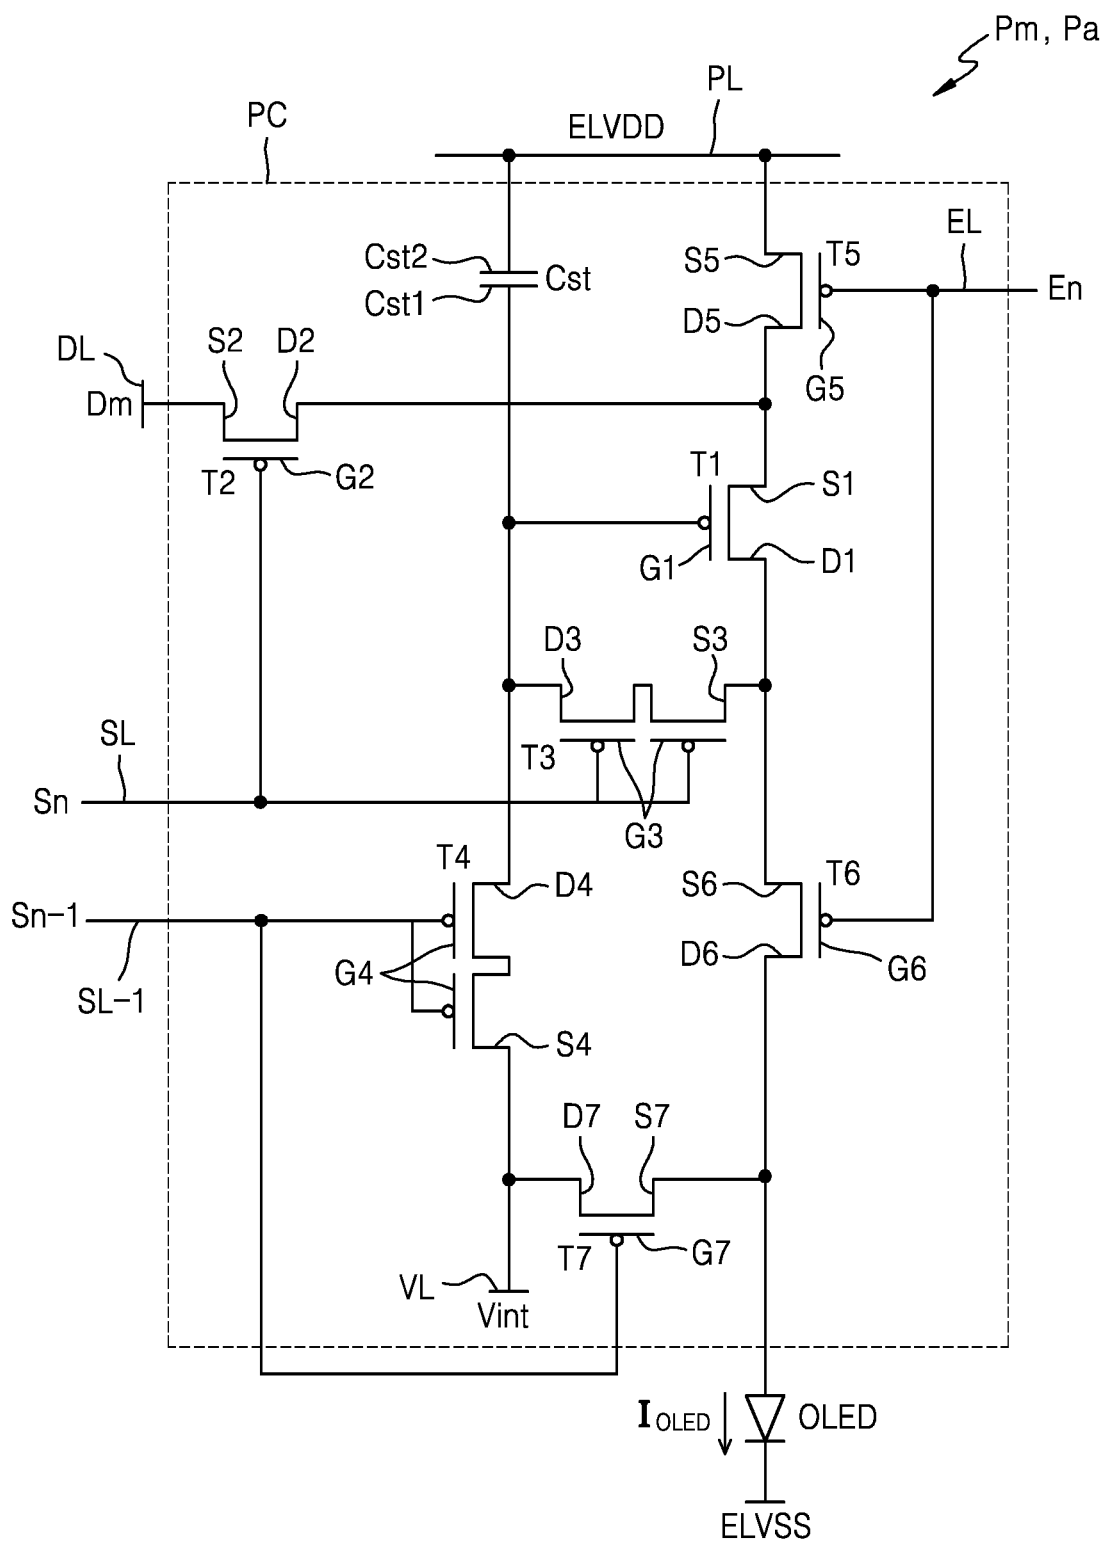 Pm, Pa
PL
PC
ELVDD
EL
S5
T5
Cst2
Cst
En
Cst1
D5
S2
D2
DL
G5
Dm
T1
T2
G2
S1
G1
D1
D3
S3
SL
T3
Sn
G3
T4
D4
S6
T6
Sn-1
G4
D6
G6
SL-1
S4
D7
S7
T7
G7
VL
Vint
IOLED
OLED
ELVSS